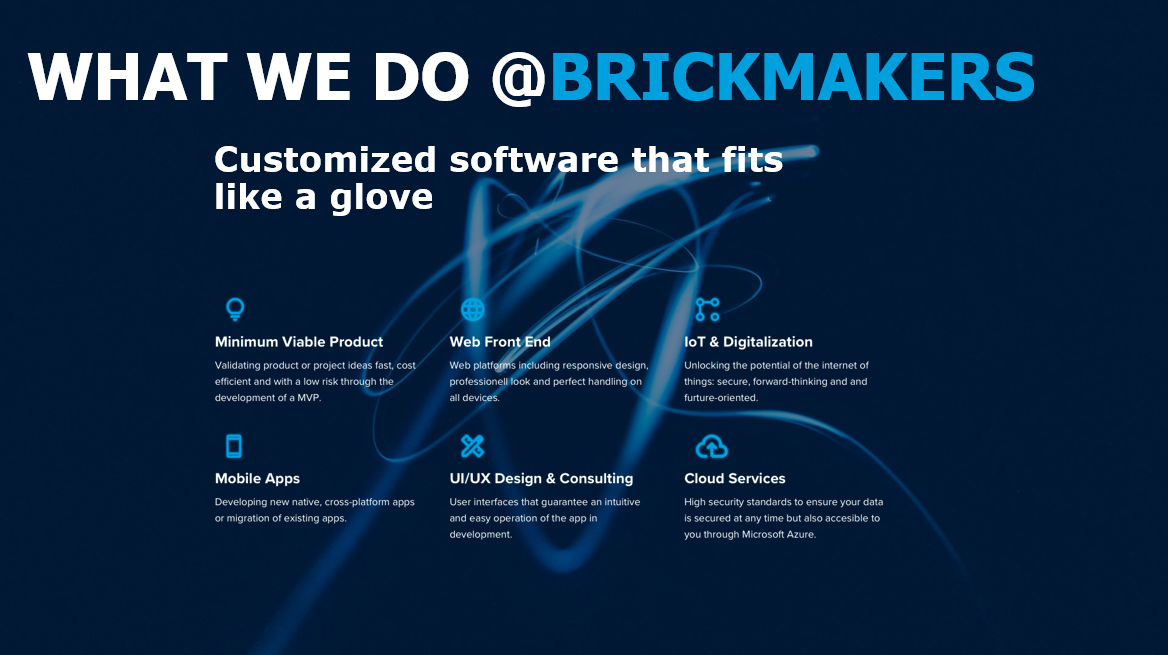 WHAT WE DO @BRICKMAKERS
Customized software that fits
like a glove
Minimum Viable Product
Validating product or project ideas fast, cost
efficient and with a low risk through the
development of a MVP.
Web Front End
Web platforms including responsive design,
professionell look and perfect handling on
all devices.
IoT & Digitalization
Unlocking the potential of the internet of
things: secure, forward-thinking and and
furture-oriented.
Mobile Apps
Developing new native, cross-platform apps
or migration of existing apps.
UI/UX Design & Consulting
User interfaces that guarantee an intuitive
and easy operation of the app in
development.
Cloud Services
High security standards to ensure your data
is secured at any time but also accesible to
you through Microsoft Azure.